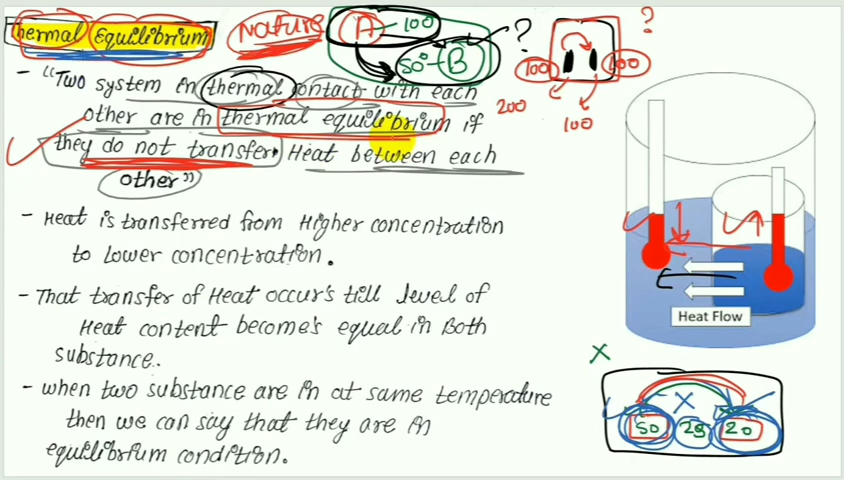 Thermal Equilibrium
Nature
A - 100
50° - B
?
?
100
100
200
100
- "Two system in thermal contact with each
other are in thermal equilibrium if
they do not transfer Heat between each
other"
- Heat is transferred from Higher concentration
to Lower concentration.
- That transfer of Heat occur's till level of
Heat content become's equal in Both
substance.
- when two substance are in at same temperature
then we can say that they are in
equilibrium condition.
Heat Flow
X
X
20